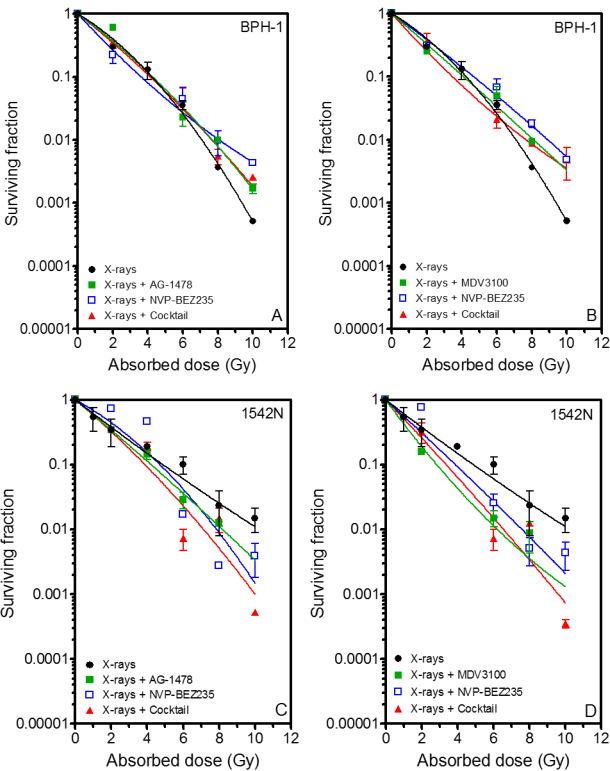 BPH-1
1
0.1
0.01
0.001
0.0001
0.00001
Surviving fraction
X-rays
X-rays + AG-1478
X-rays + NVP-BEZ235
X-rays + Cocktail
A
0 2 4 6 8 10 12
Absorbed dose (Gy)
BPH-1
1
0.1
0.01
0.001
0.0001
0.00001
Surviving fraction
X-rays
X-rays + MDV3100
X-rays + NVP-BEZ235
X-rays + Cocktail
B
0 2 4 6 8 10 12
Absorbed dose (Gy)
1542N
1
0.1
0.01
0.001
0.0001
0.00001
Surviving fraction
X-rays
X-rays + AG-1478
X-rays + NVP-BEZ235
X-rays + Cocktail
C
0 2 4 6 8 10 12
Absorbed dose (Gy)
1542N
1
0.1
0.01
0.001
0.0001
0.00001
Surviving fraction
X-rays
X-rays + MDV3100
X-rays + NVP-BEZ235
X-rays + Cocktail
D
0 2 4 6 8 10 12
Absorbed dose (Gy)